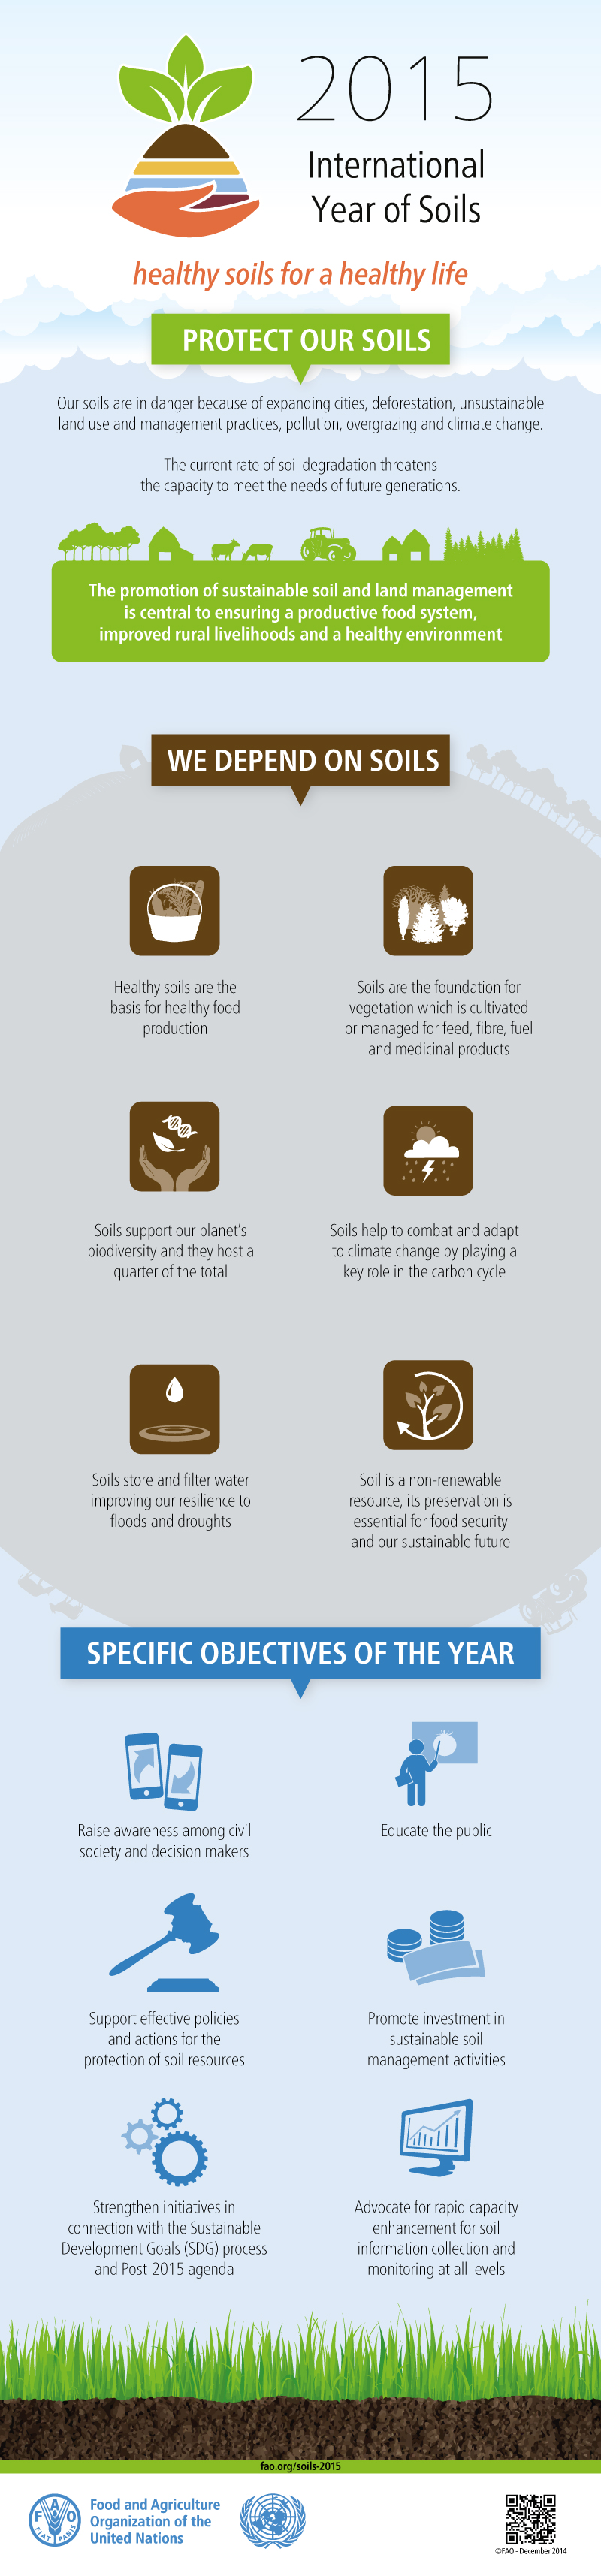 2015
International
Year of Soils
healthy soils for a healthy life
PROTECT OUR SOILS
Our soils are in danger because of expanding cities, deforestation, unsustainable
land use and management practices, pollution, overgrazing and climate change.
The current rate of soil degradation threatens
the capacity to meet the needs of future generations.
The promotion of sustainable soil and land management
is central to ensuring a productive food system,
improved rural livelihoods and a healthy environment
WE DEPEND ON SOILS
Healthy soils are the
basis for healthy food
production
Soils are the foundation for
vegetation which is cultivated
or managed for feed, fibre, fuel
and medicinal products
Soils support our planet's
biodiversity and they host a
quarter of the total
Soils help to combat and adapt
to climate change by playing a
key role in the carbon cycle
Soils store and filter water
improving our resilience to
floods and droughts
Soil is a non-renewable
resource, its preservation is
essential for food security
and our sustainable future
SPECIFIC OBJECTIVES OF THE YEAR
Raise awareness among civil
society and decision makers
Educate the public
Support effective policies
and actions for the
protection of soil resources
Promote investment in
sustainable soil
management activities
Strengthen initiatives in
connection with the Sustainable
Development Goals (SDG) process
and Post-2015 agenda
Advocate for rapid capacity
enhancement for soil
information collection and
monitoring at all levels
fao.org/soils-2015
F A O
FIAT PANIS
Food and Agriculture
Organization of the
United Nations
©FAO - December 2014